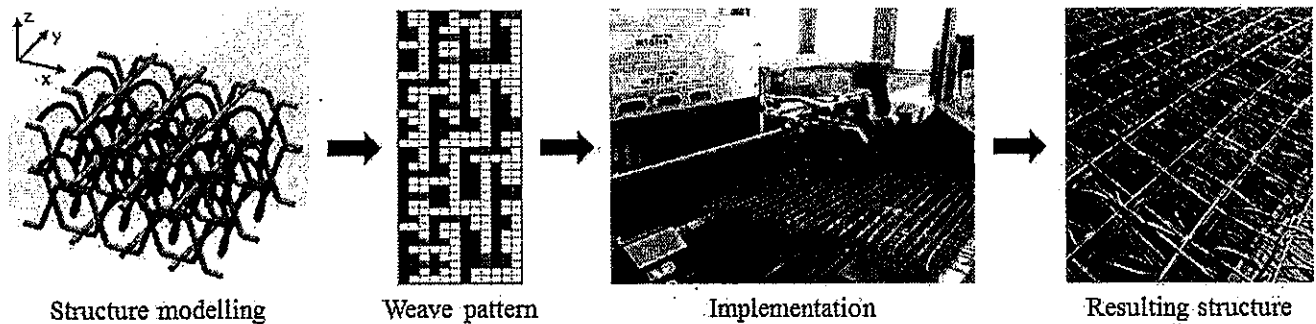 z
y
x
Structure modelling
Weave pattern
Implementation
Resulting structure